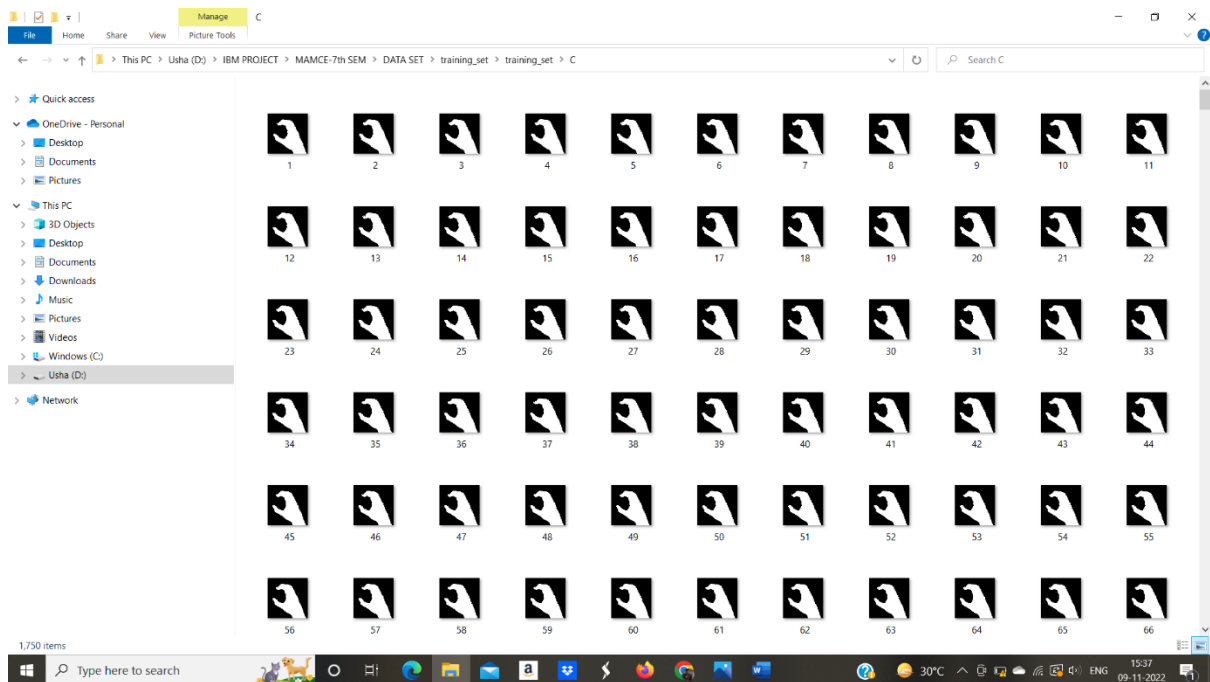 Manage C
File Home Share View Picture Tools
This PC > Usha (D:) > IBM PROJECT > MAMCE-7th SEM > DATA SET > training_set > training_set > C
Search C
Quick access
OneDrive - Personal
Desktop
Documents
Pictures
This PC
3D Objects
Desktop
Documents
Downloads
Music
Pictures
Videos
Windows (C:)
Usha (D:)
Network
1 2 3 4 5 6 7 8 9 10 11
12 13 14 15 16 17 18 19 20 21 22
23 24 25 26 27 28 29 30 31 32 33
34 35 36 37 38 39 40 41 42 43 44
45 46 47 48 49 50 51 52 53 54 55
56 57 58 59 60 61 62 63 64 65 66
1,750 items
Type here to search
30°C ENG
15:37
09-11-2022
1